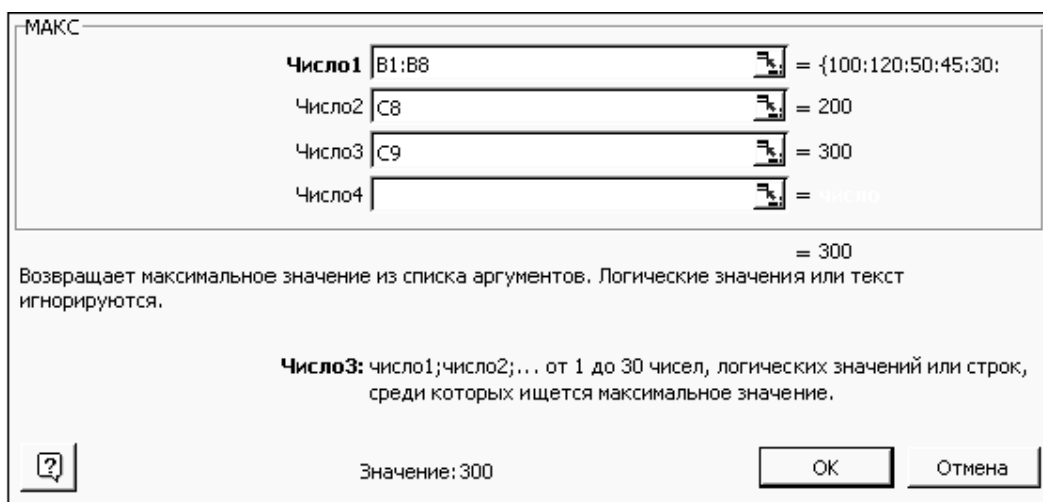 МАКС
Число1 B1:B8 = {100:120:50:45:30:
Число2 C8 = 200
Число3 C9 = 300
Число4 = число
= 300
Возвращает максимальное значение из списка аргументов. Логические значения или текст
игнорируются.
Число3: число1;число2;... от 1 до 30 чисел, логических значений или строк,
среди которых ищется максимальное значение.
Значение:300 OK Отмена